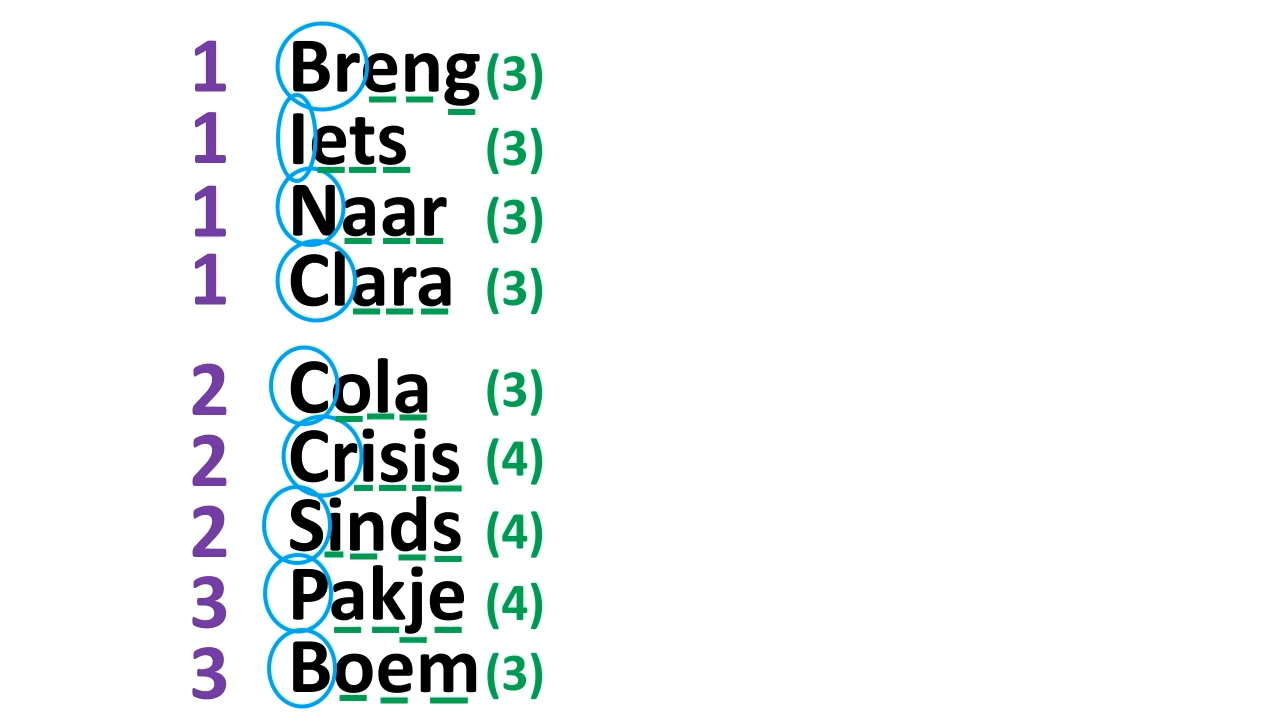 1 Breng (3)
1 Iets (3)
1 Naar (3)
1 Clara (3)
2 Cola (3)
2 Crisis (4)
2 Sinds (4)
3 Pakje (4)
3 Boem (3)